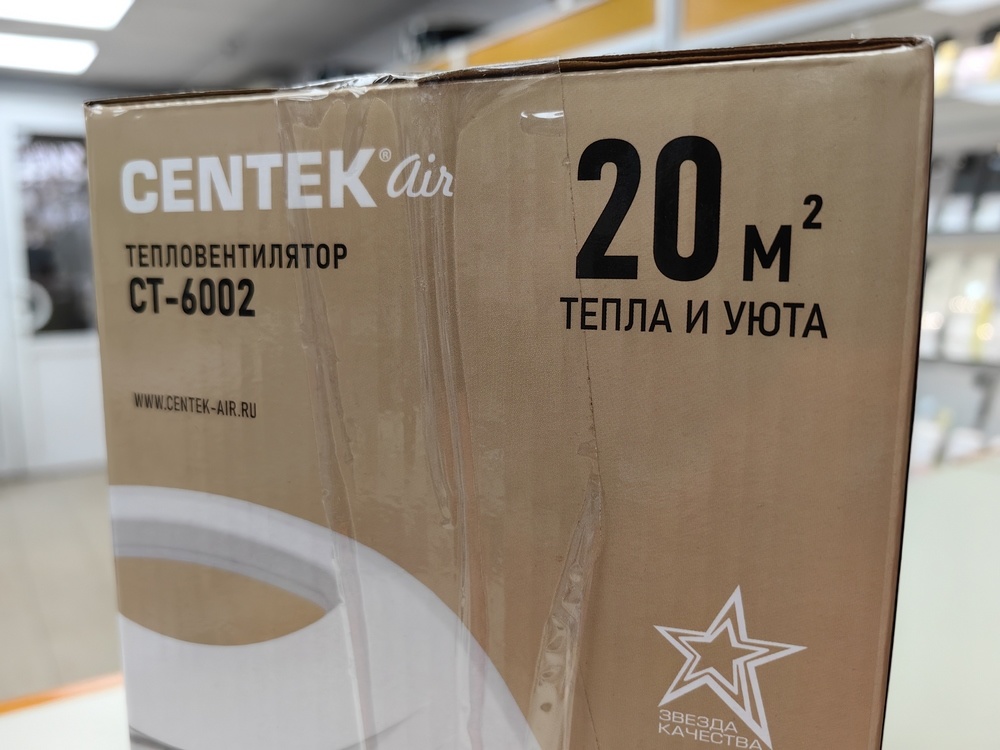 CENTEK® Air
ТЕПЛОВЕНТИЛЯТОР
CT-6002
WWW.CENTEK-AIR.RU
20 М²
ТЕПЛА И УЮТА
ЗВЕЗДА
КАЧЕСТВА